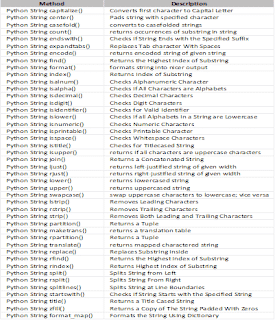 Method Description
Python String capitalize() Converts first character to Capital Letter
Python String center() Pads string with specified character
Python String casefold() converts to casefolded strings
Python String count() returns occurrences of substring in string
Python String endswith() Checks if String Ends with the Specified Suffix
Python String expandtabs() Replaces Tab character With Spaces
Python String encode() returns encoded string of given string
Python String find() Returns the Highest Index of Substring
Python String format() formats string into nicer output
Python String index() Returns Index of Substring
Python String isalnum() Checks Alphanumeric Character
Python String isalpha() Checks if All Characters are Alphabets
Python String isdecimal() Checks Decimal Characters
Python String isdigit() Checks Digit Characters
Python String isidentifier() Checks for Valid Identifier
Python String islower() Checks if all Alphabets in a String are Lowercase
Python String isnumeric() Checks Numeric Characters
Python String isprintable() Checks Printable Character
Python String isspace() Checks Whitespace Characters
Python String istitle() Checks for Titlecased String
Python String isupper() returns if all characters are uppercase characters
Python String join() Returns a Concatenated String
Python String ljust() returns left justified string of given width
Python String rjust() returns right justified string of given width
Python String lower() returns lowercased string
Python String upper() returns uppercased string
Python String swapcase() swap uppercase characters to lowercase; vice versa
Python String lstrip() Removes Leading Characters
Python String rstrip() Removes Trailing Characters
Python String strip() Removes Both Leading and Trailing Characters
Python String partition() Returns a Tuple
Python String maketrans() returns a translation table
Python String rpartition() Returns a Tuple
Python String translate() returns mapped charactered string
Python String replace() Replaces Substring Inside
Python String rfind() Returns the Highest Index of Substring
Python String rindex() Returns Highest Index of Substring
Python String split() Splits String from Left
Python String rsplit() Splits String From Right
Python String splitlines() Splits String at Line Boundaries
Python String startswith() Checks if String Starts with the Specified String
Python String title() Returns a Title Cased String
Python String zfill() Returns a Copy of The String Padded With Zeros
Python String format_map() Formats the String Using Dictionary